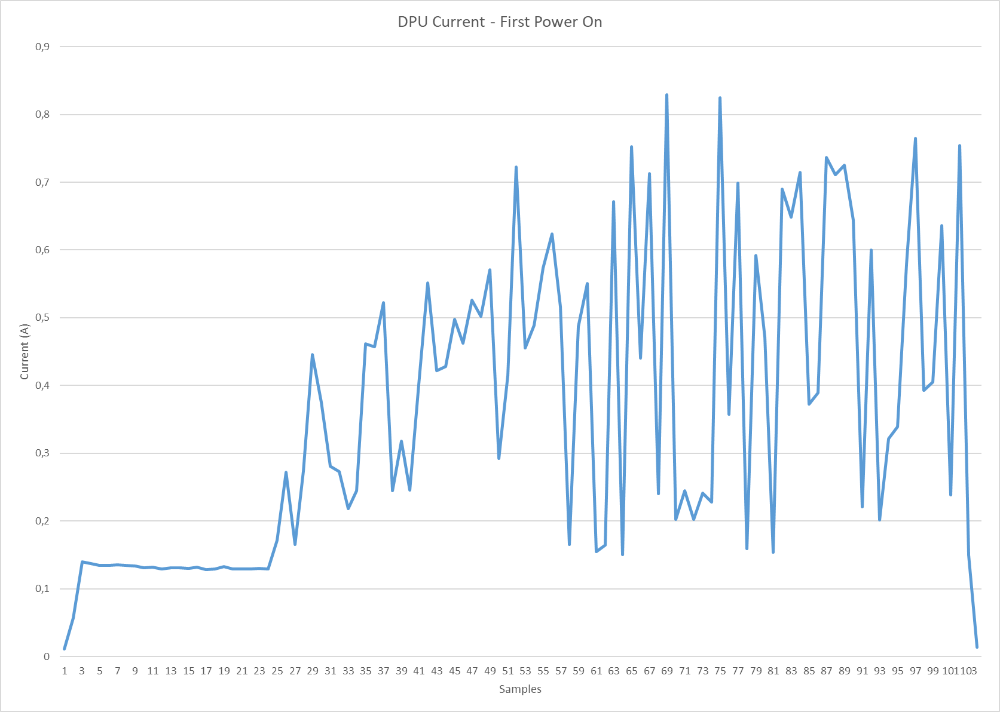 DPU Current - First Power On
0,9
0,8
0,7
0,6
0,5
0,4
0,3
0,2
0,1
0
Current (A)
1 3 5 7 9 11 13 15 17 19 21 23 25 27 29 31 33 35 37 39 41 43 45 47 49 51 53 55 57 59 61 63 65 67 69 71 73 75 77 79 81 83 85 87 89 91 93 95 97 99 101 103
Samples